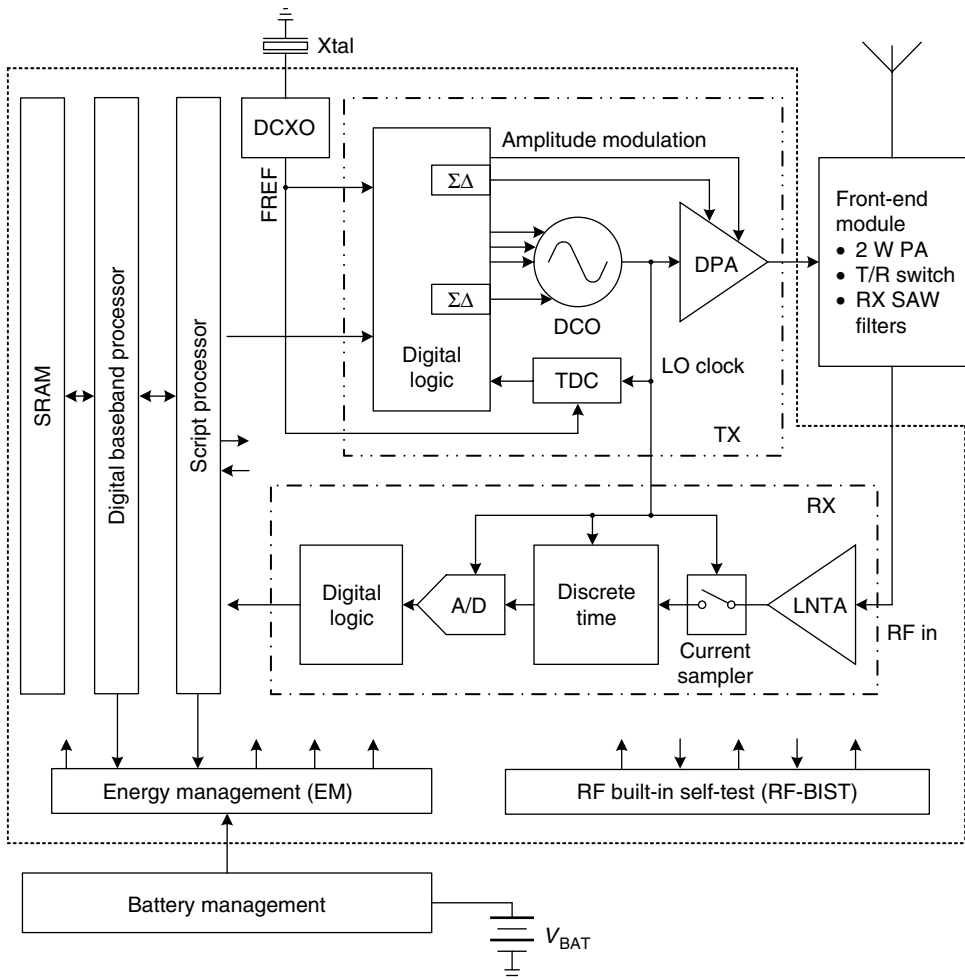 Xtal
DCXO
FREF
Amplitude modulation
ΣΔ
ΣΔ
Digital
logic
DCO
DPA
TDC
LO clock
TX
Front-end
module
• 2 W PA
• T/R switch
• RX SAW
filters
SRAM
Digital baseband processor
Script processor
RX
Digital
logic
A/D
Discrete
time
Current
sampler
LNTA
RF in
Energy management (EM)
RF built-in self-test (RF-BIST)
Battery management
VBAT